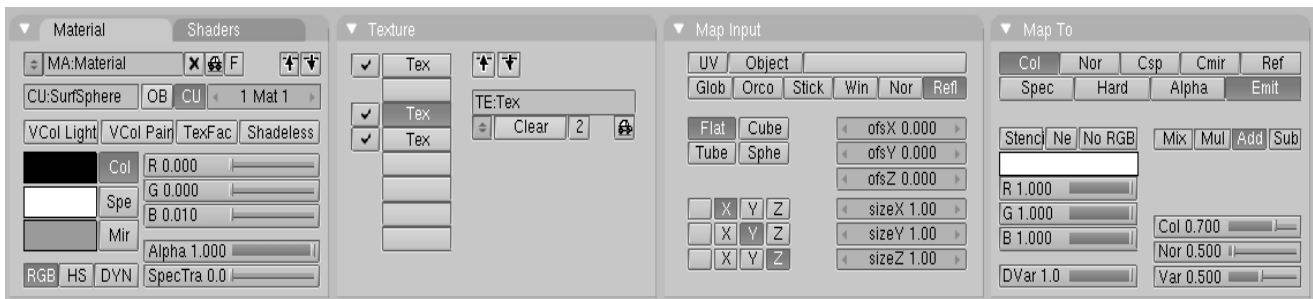 Material Shaders
MA:Material X F
CU:SurfSphere OB CU 1 Mat 1
VCol Light VCol Pain TexFac Shadeless
Col R 0.000
G 0.000
Spe
B 0.010
Mir
Alpha 1.000
RGB HS DYN SpecTra 0.0
Texture
Tex
Tex
Tex
TE:Tex
Clear 2
Map Input
UV Object
Glob Orco Stick Win Nor Refl
Flat Cube
Tube Sphe
ofsX 0.000
ofsY 0.000
ofsZ 0.000
X Y Z
X Y Z
X Y Z
sizeX 1.00
sizeY 1.00
sizeZ 1.00
Map To
Col Nor Csp Cmir Ref
Spec Hard Alpha Emit
Stenci Ne No RGB
Mix Mul Add Sub
R 1.000
G 1.000
B 1.000
DVar 1.0
Col 0.700
Nor 0.500
Var 0.500